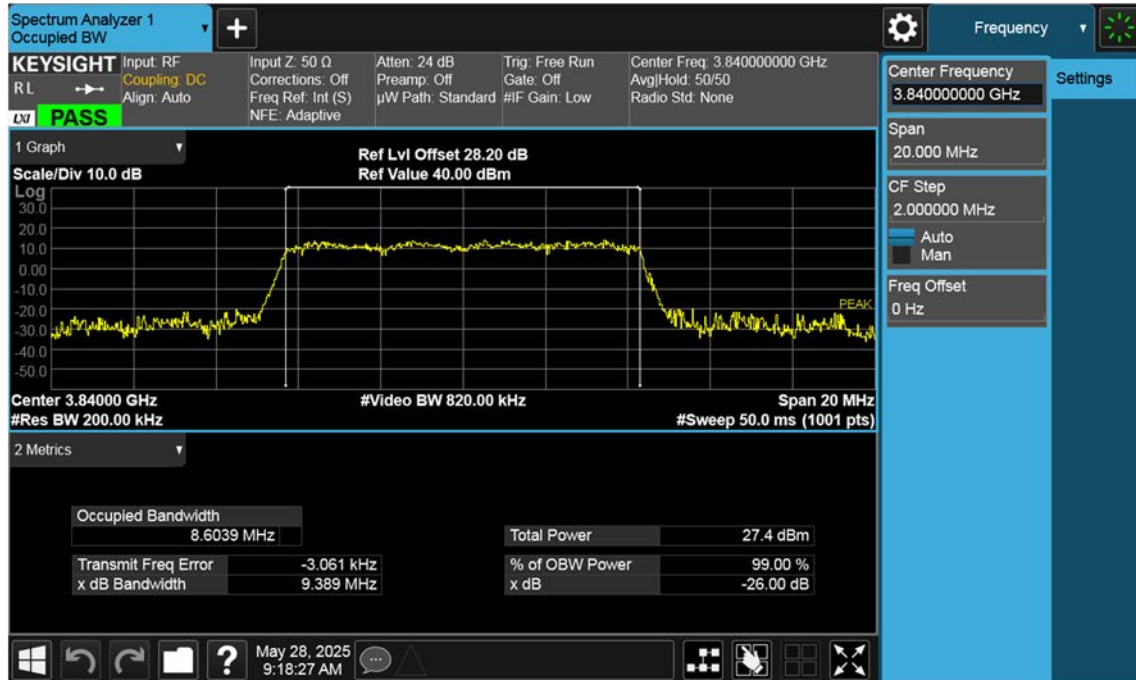 Spectrum Analyzer 1
Occupied BW
+
Frequency
KEYSIGHT
R L
LXI
PASS
Input: RF
Coupling: DC
Align: Auto
Input Z: 50 Ω
Corrections: Off
Freq Ref: Int (S)
NFE: Adaptive
Atten: 24 dB
Preamp: Off
µW Path: Standard
Trig: Free Run
Gate: Off
#IF Gain: Low
Center Freq: 3.840000000 GHz
Avg|Hold: 50/50
Radio Std: None
Center Frequency
3.840000000 GHz
Settings
Span
20.000 MHz
CF Step
2.000000 MHz
Auto
Man
Freq Offset
0 Hz
1 Graph
Scale/Div 10.0 dB
Ref Lvl Offset 28.20 dB
Ref Value 40.00 dBm
Log
30.0
20.0
10.0
0.00
-10.0
-20.0
-30.0
-40.0
-50.0
PEAK
Center 3.84000 GHz
#Res BW 200.00 kHz
#Video BW 820.00 kHz
Span 20 MHz
#Sweep 50.0 ms (1001 pts)
2 Metrics
Occupied Bandwidth
8.6039 MHz
Total Power 27.4 dBm
Transmit Freq Error -3.061 kHz
% of OBW Power 99.00 %
x dB Bandwidth 9.389 MHz
x dB -26.00 dB
?
May 28, 2025
9:18:27 AM